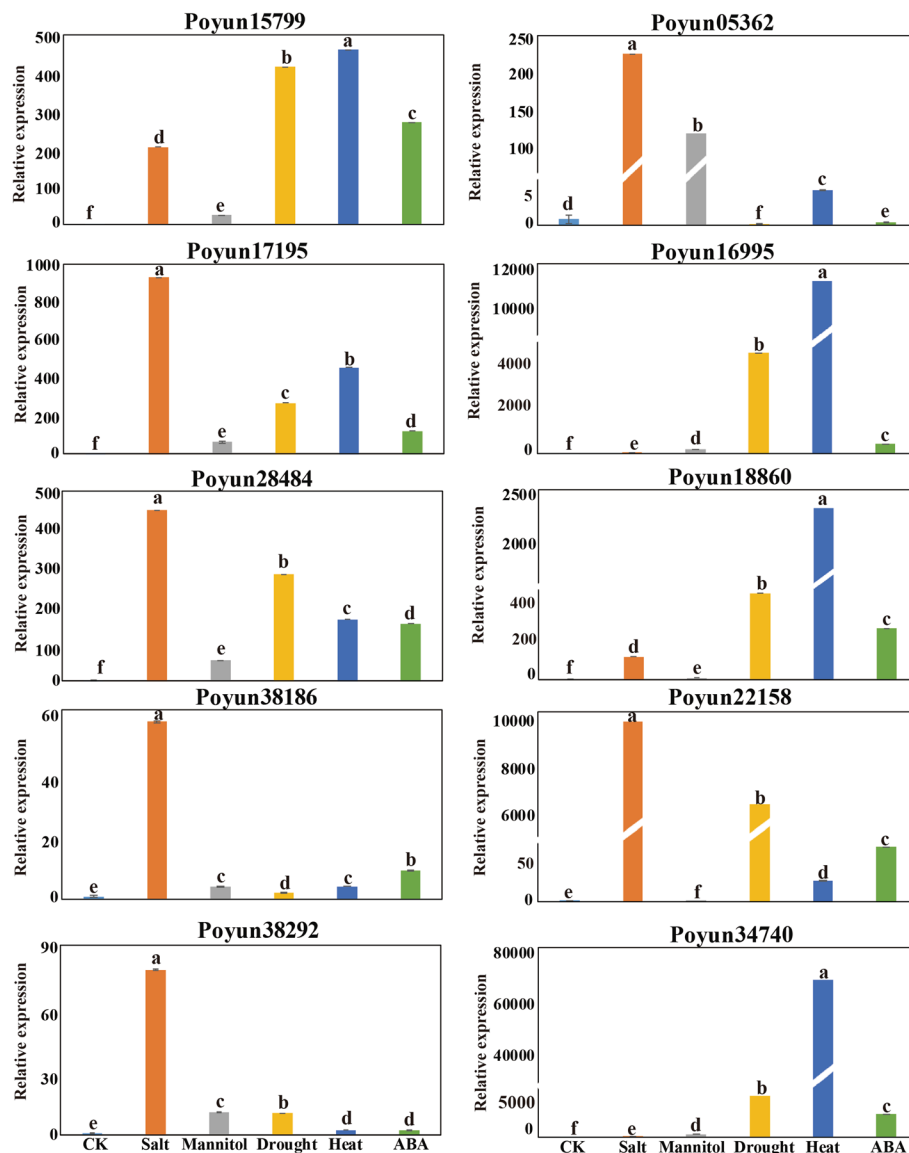 Poyun15799
Relative expression
500
400
300
200
100
0
f
d
e
b
a
c
Poyun05362
Relative expression
250
200
150
100
5
0
d
a
b
f
c
e
Poyun17195
Relative expression
1000
800
600
400
200
0
f
a
e
c
b
d
Poyun16995
Relative expression
12000
10000
4000
2000
0
f
e
d
b
a
c
Poyun28484
Relative expression
500
400
300
200
100
0
f
a
e
b
c
d
Poyun18860
Relative expression
2500
2000
400
200
0
f
d
e
b
a
c
Poyun38186
Relative expression
60
40
20
0
e
a
c
d
c
b
Poyun22158
Relative expression
10000
8000
6000
50
0
e
a
f
b
d
c
Poyun38292
Relative expression
90
60
30
0
e
a
c
b
d
d
CK Salt Mannitol Drought Heat ABA
Poyun34740
Relative expression
80000
60000
40000
5000
0
f
e
d
b
a
c
CK Salt Mannitol Drought Heat ABA